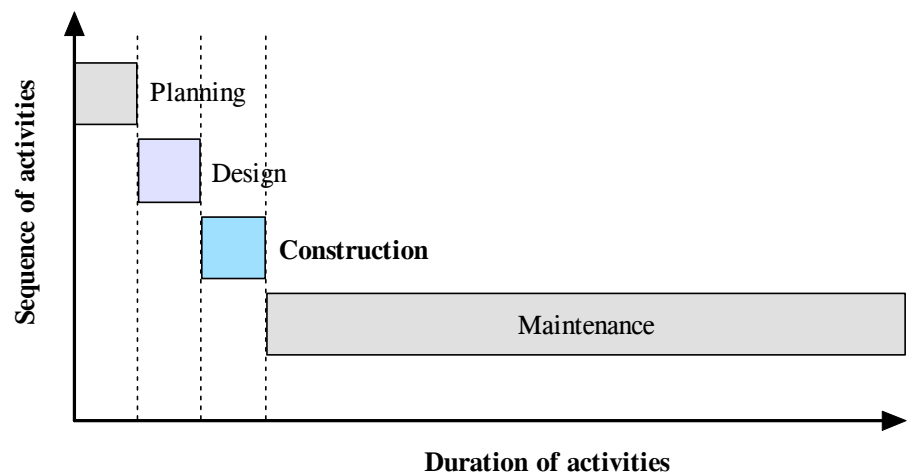 Sequence of activities
Planning
Design
Construction
Maintenance
Duration of activities